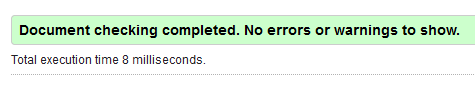 Document checking completed. No errors or warnings to show.
Total execution time 8 milliseconds.